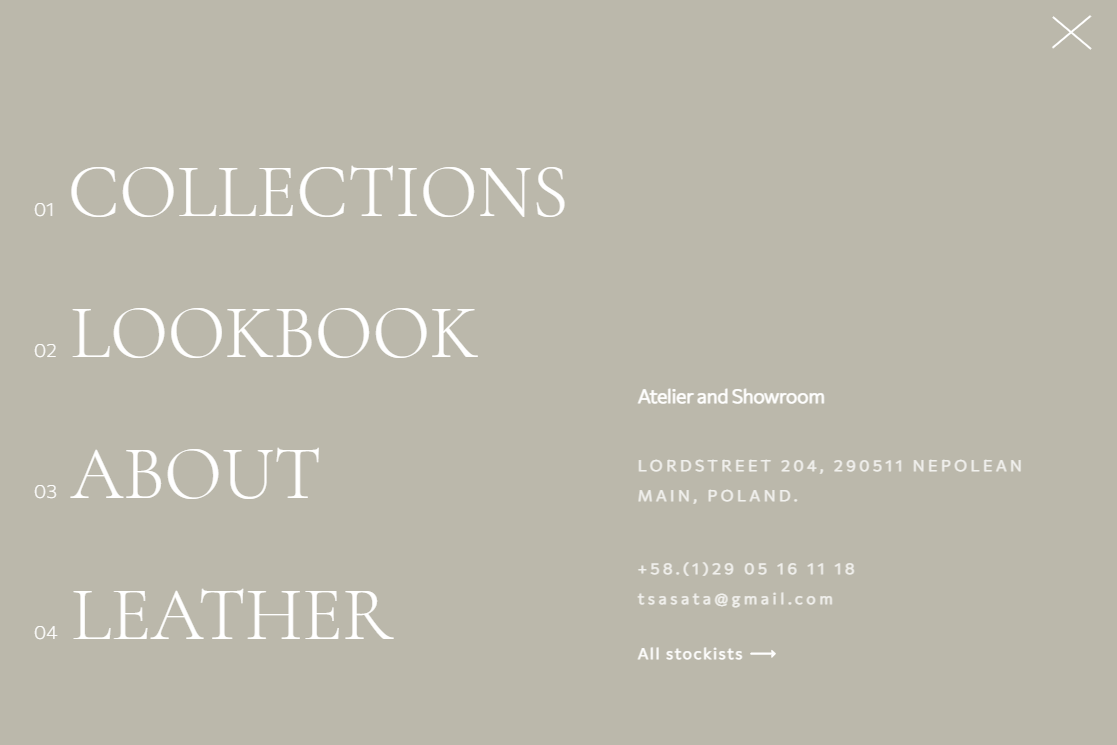 01 COLLECTIONS
02 LOOKBOOK
03 ABOUT
04 LEATHER
Atelier and Showroom
LORDSTREET 204, 290511 NEPOLEAN
MAIN, POLAND.
+58.(1)29 05 16 11 18
tsasata@gmail.com
All stockists ⟶